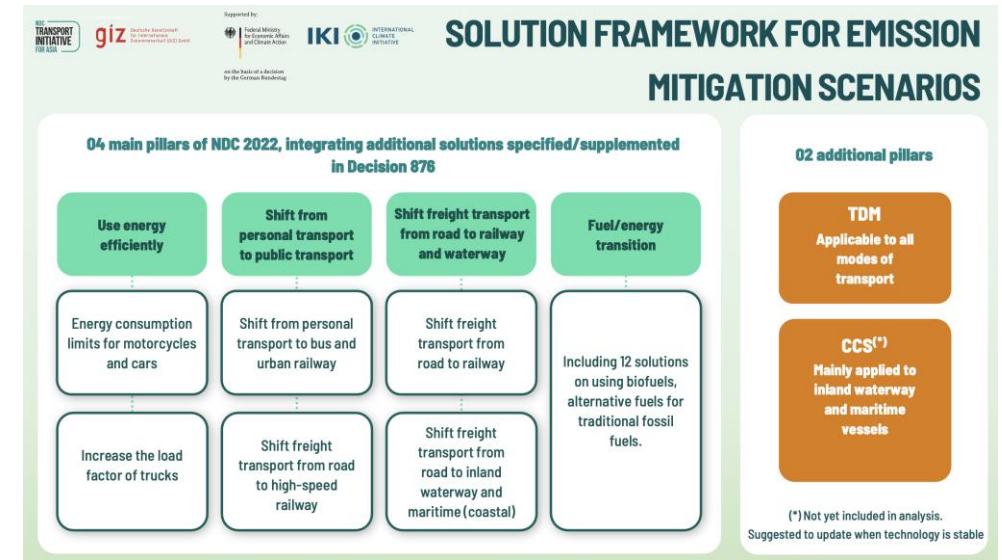 NDC
TRANSPORT
INITIATIVE
FOR ASIA
giz
Deutsche Gesellschaft
für Internationale
Zusammenarbeit (GIZ) GmbH
Supported by:
Federal Ministry
for Economic Affairs
and Climate Action
on the basis of a decision
by the German Bundestag
IKI
INTERNATIONAL
CLIMATE
INITIATIVE
SOLUTION FRAMEWORK FOR EMISSION
MITIGATION SCENARIOS
04 main pillars of NDC 2022, integrating additional solutions specified/supplemented
in Decision 876
Use energy
efficiently
Energy consumption
limits for motorcycles
and cars
Increase the load
factor of trucks
Shift from
personal transport
to public transport
Shift from personal
transport to bus and
urban railway
Shift freight
transport from road
to high-speed
railway
Shift freight transport
from road to railway
and waterway
Shift freight
transport from
road to railway
Shift freight
transport from
road to inland
waterway and
maritime (coastal)
Fuel/energy
transition
Including 12 solutions
on using biofuels,
alternative fuels for
traditional fossil
fuels.
02 additional pillars
TDM
Applicable to all
modes of
transport
CCS(*)
Mainly applied to
inland waterway
and maritime
vessels
(*) Not yet included in analysis.
Suggested to update when technology is stable